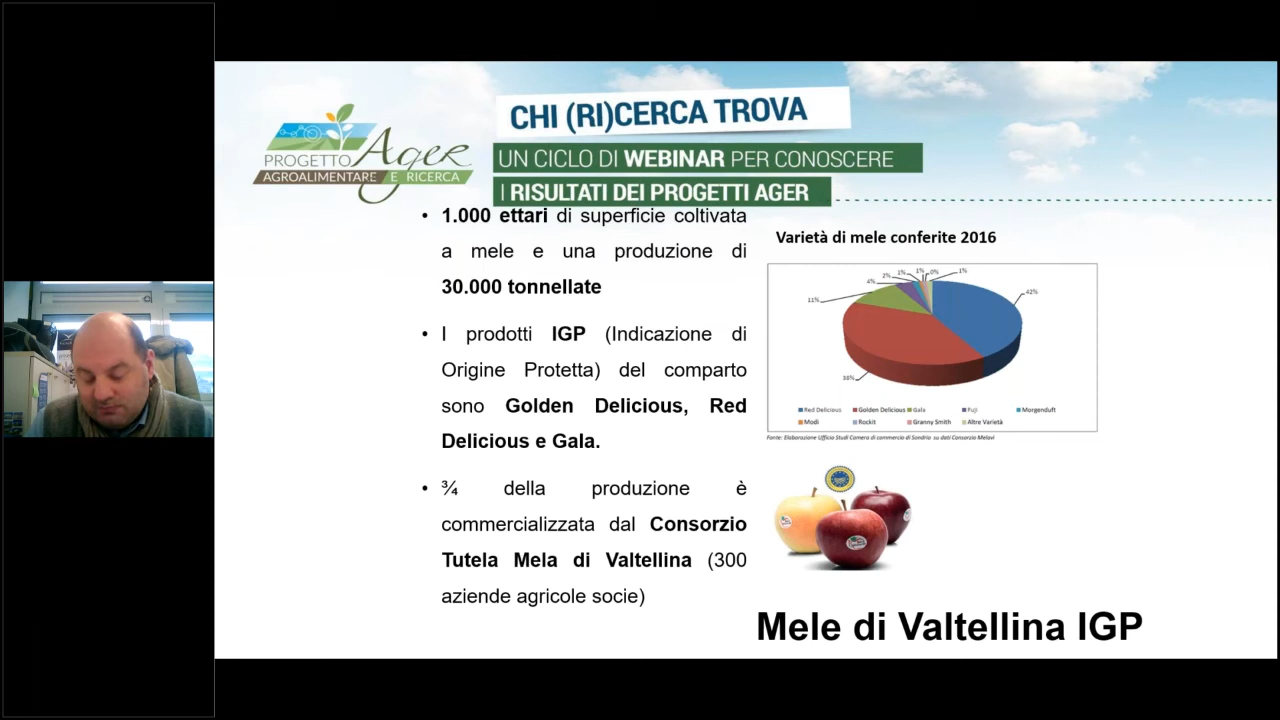 CHI (RI)CERCA TROVA
UN CICLO DI WEBINAR PER CONOSCERE
I RISULTATI DEI PROGETTI AGER
PROGETTO Ager
AGROALIMENTARE E RICERCA
• 1.000 ettari di superficie coltivata
a mele e una produzione di
30.000 tonnellate
• I prodotti IGP (Indicazione di
Origine Protetta) del comparto
sono Golden Delicious, Red
Delicious e Gala.
• ¾ della produzione è
commercializzata dal Consorzio
Tutela Mela di Valtellina (300
aziende agricole socie)
Varietà di mele conferite 2016
1% 1% 0% 1%
2%
4%
11%
42%
38%
Red Delicious Golden Delicious Gala Fuji Morgenduft
Modi Rockit Granny Smith Altre Varietà
Fonte: Elaborazione Ufficio Studi Camera di commercio di Sondrio su dati Consorzio Melavì
Mele di Valtellina IGP